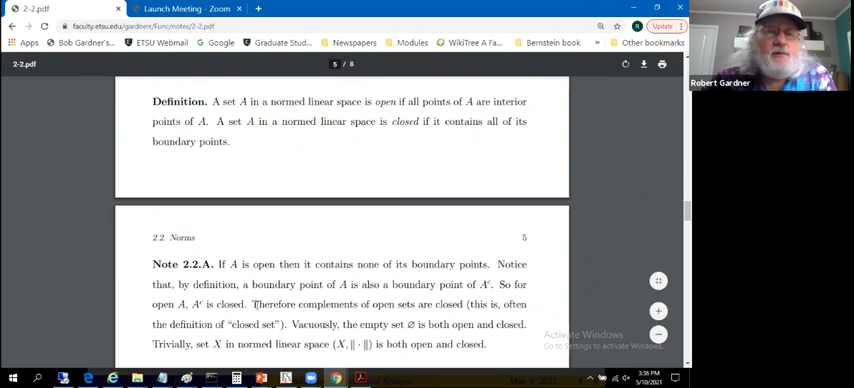 2-2.pdf
Launch Meeting - Zoom
faculty.etsu.edu/gardnerr/Func/notes/2-2.pdf
Update
Apps
Bob Gardner's...
ETSU Webmail
Google
Graduate Stud...
Newspapers
Modules
WikiTree A Fa...
Bernstein book
Other bookmarks
2-2.pdf
5 / 8
Robert Gardner
Definition. A set A in a normed linear space is open if all points of A are interior
points of A. A set A in a normed linear space is closed if it contains all of its
boundary points.
2.2. Norms 5
Note 2.2.A. If A is open then it contains none of its boundary points. Notice
that, by definition, a boundary point of A is also a boundary point of Aᶜ. So for
open A, Aᶜ is closed. Therefore complements of open sets are closed (this is, often
the definition of “closed set”). Vacuously, the empty set ∅ is both open and closed.
Trivially, set X in normed linear space (X, ‖ · ‖) is both open and closed.
Activate Windows
Go to Settings to activate Windows.
3:36 PM
5/10/2021